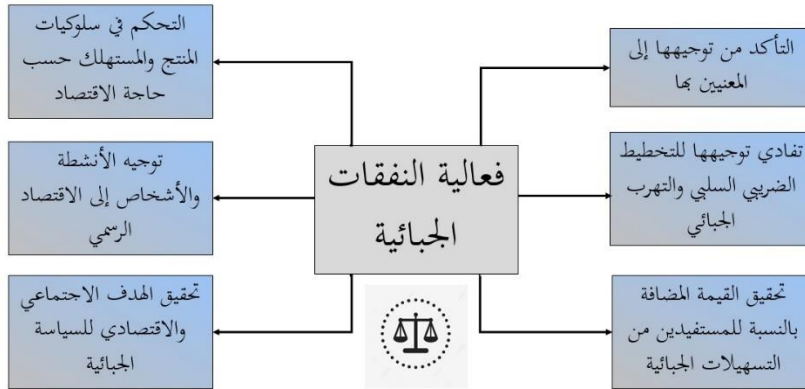 التحكم في سلوكيات
المنتج والمستهلك حسب
حاجة الاقتصاد
التأكد من توجيهها إلى
المعنيين بها
فعالية النفقات
الجبائية
توجيه الأنشطة
والأشخاص إلى الاقتصاد
الرسمي
تفادي توجيهها للتخطيط
الضريبي السلبي والتهرب
الجبائي
تحقيق الهدف الاجتماعي
والاقتصادي للسياسة
الجبائية
تحقيق القيمة المضافة
بالنسبة للمستفيدين من
التسهيلات الجبائية